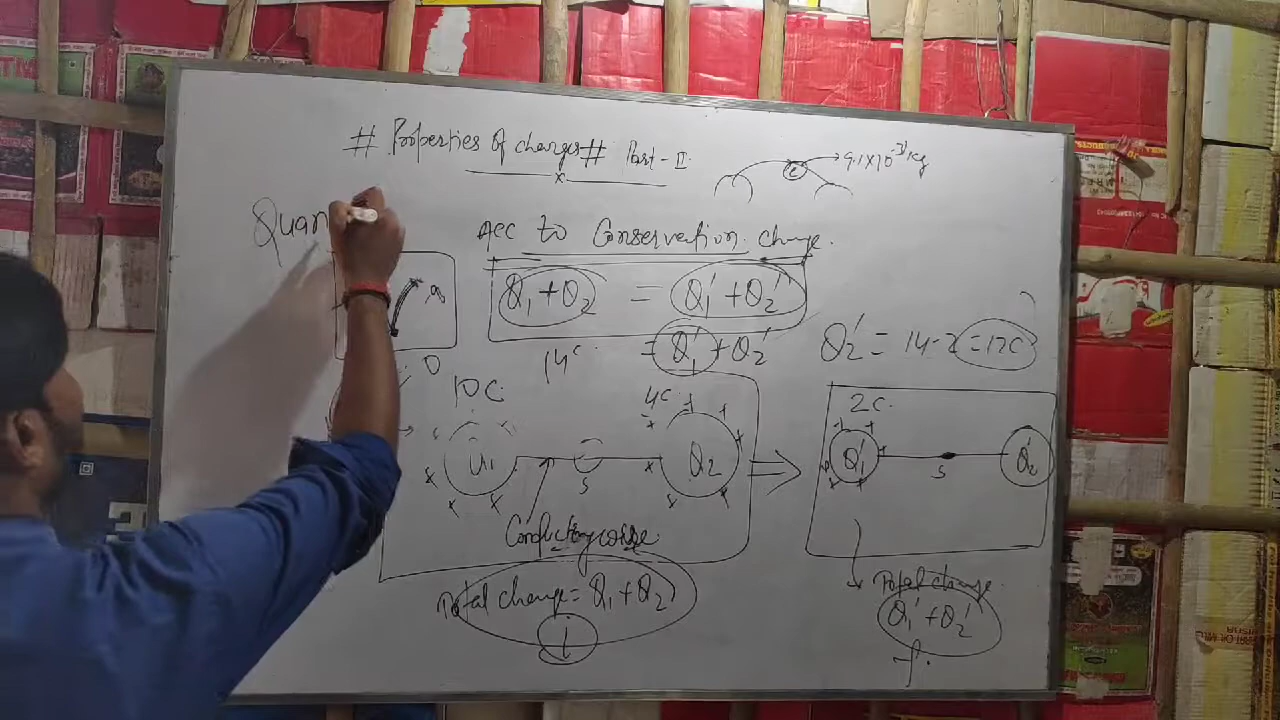 # Properties Of charges # Part - II
e → 9.1×10⁻³¹ kg
Quan
Acc to Conservation charge.
Q₁ + Q₂ = Q₁' + Q₂'
14C = Q₁' + Q₂'
Q₂' = 14 - 2 = 12C
10C
4C
2C.
Q₁
S
Q₂
Q₁'
S
Q₂'
Total charge = Q₁ + Q₂
i
Total charge.
Q₁' + Q₂'
f.